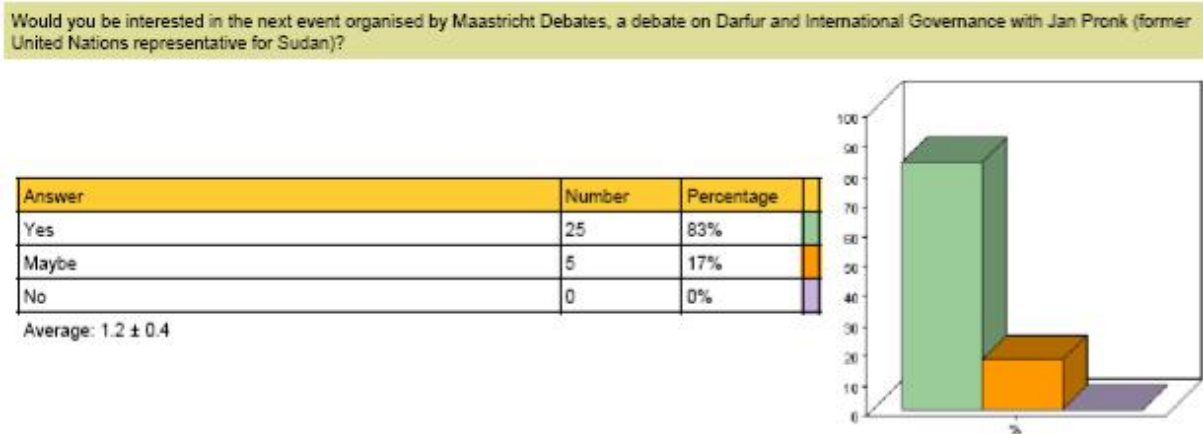 Would you be interested in the next event organised by Maastricht Debates, a debate on Darfur and International Governance with Jan Pronk (former
United Nations representative for Sudan)?
Answer Number Percentage
Yes 25 83%
Maybe 5 17%
No 0 0%
Average: 1.2 ± 0.4
100
90
80
70
60
50
40
30
20
10
0